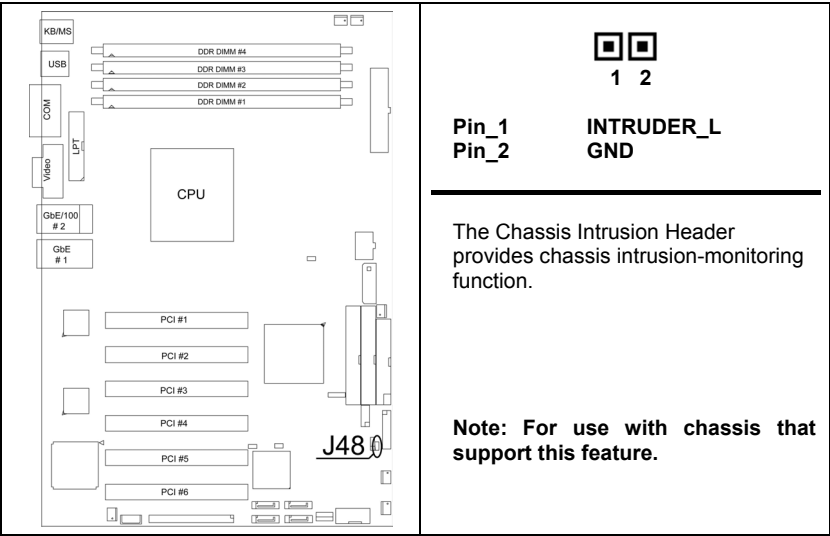 KB/MS
USB
COM
LPT
Video
GbE/100
# 2
GbE
# 1
DDR DIMM #4
DDR DIMM #3
DDR DIMM #2
DDR DIMM #1
CPU
PCI #1
PCI #2
PCI #3
PCI #4
PCI #5
PCI #6
J48
1 2
Pin_1 INTRUDER_L
Pin_2 GND
The Chassis Intrusion Header
provides chassis intrusion-monitoring
function.
Note: For use with chassis that
support this feature.